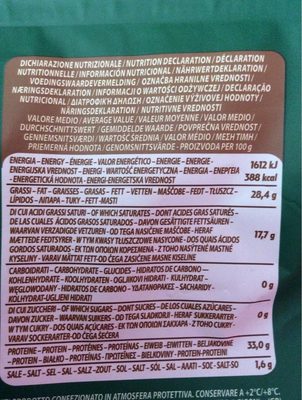 DICHIARAZIONE NUTRIZIONALE / NUTRITION DECLARATION / DÉCLARATION
NUTRITIONNELLE / INFORMACIÓN NUTRICIONAL / NÄHRWERTDEKLARATION /
VOEDINGSWAARDEVERMELDING / OZNAČBA HRANILNE VREDNOSTI /
NÆRINGSDEKLARATION / INFORMACJI O WARTOŚCI ODŻYWCZEJ / DECLARAÇÃO
NUTRICIONAL / ΔΙΑΤΡΟΦΙΚΗ ΔΗΛΩΣΗ / OZNAČENIE VÝŽIVOVEJ HODNOTY /
NÄRINGSDEKLARATION / NUTRITIVNE VREDNOSTI
VALORE MEDIO / AVERAGE VALUE / VALEUR MOYENNE / VALOR MEDIO /
DURCHSCHNITTSWERT / GEMIDDELDE WAARDE / POVPREČNA VREDNOST/
GENNEMSNITSVÆRDI / WARTOŚĆ ŚREDNIA / VALOR MÉDIO / ΜΕΣΗ ΤΙΜΗ /
PRIEMERNÁ HODNOTA / GENOMSNITTSVÄRDE - PROIZVODA PER 100 g
ENERGIA – ENERGY – ÉNERGIE – VALOR ENERGÉTICO – ENERGIE – ENERGIE – 1612 kJ
ENERGIJSKA VREDNOST – ENERGI – WARTOŚĆ ENERGETYCZNA – ENERGIA – ΕΝΕΡΓΕΙΑ 388 kcal
- ENERGETICKÁ HODNOTA - ENERGI-ENERGETSKA VREDNOST
GRASSI – FAT – GRAISSES – GRASAS – FETT – VETTEN – MAŠČOBE – FEDT – TŁUSZCZ – 28,4 g
LÍPIDOS – ΛΙΠΑΡΑ - TUKY - FETT- MASTI
DI CUI ACIDI GRASSI SATURI – OF WHICH SATURATES – DONT ACIDES GRAS SATURÉS –
DE LAS CUALES ÁCIDOS GRASOS SATURADOS – DAVON GESÄTTIGTE FETTSÄUREN –
WAARVAN VERZADIGDE VETZUREN – OD TEGA NASIČENE MAŠČOBE - HERAF 17,7 g
MÆTTEDE FEDTSYRER – W TYM KWASY TŁUSZCZOWE NASYCONE – DOS QUAIS ÁCIDOS
GORDOS SATURADOS – ΕΚ ΤΩΝ ΟΠΟΙΩΝ ΚΟΡΕΣΜΕΝΑ - Z TOHO NASÝTENÉ MASTNÉ
KYSELINY - VARAV MÄTTAT FETT-OD ČEGA ZASIĆENE MASNE KISELINE
CARBOIDRATI – CARBOHYDRATE – GLUCIDES – HIDRATOS DE CARBONO –
KOHLENHYDRATE – KOOLHYDRATEN – OGLJIKOVI HIDRATI - KULHYDRAT – 0 g
WĘGLOWODANY – HIDRATOS DE CARBONO – ΥΔΑΤΑΝΘΡΑΚΕΣ - SACHARIDY -
KOLHYDRAT-UGLJENI HIDRATI
DI CUI ZUCCHERI – OF WHICH SUGARS – DONT SUCRES – DE LOS CUALES AZÚCARES –
DAVON ZUCKER – WAARVAN SUIKERS – OD TEGA SLADKORJI - HERAF SUKKERARTER – 0 g
W TYM CUKRY – DOS QUAIS AÇÚCARES – ΕΚ ΤΩΝ ΟΠΟΙΩΝ ΣΑΚΧΑΡΑ - Z TOHO CUKRY -
VARAV SOCKERARTER-OD ČEGA ŠEĆERA
PROTEINE – PROTEIN – PROTÉINES – PROTEÍNAS – EIWEIß – EIWITTEN – BELJAKOVINE 33,0 g
– PROTEIN – BIAŁKO – PROTEÍNAS – ΠΡΩΤΕΪΝΕΣ - BIELKOVINY - PROTEIN-PROTEINI
SALE – SALT – SEL – SAL – SALZ – ZOUT – SOL – SALT – SÓL – SAL – ΑΛΑΤΙ - SOĽ - SALT-SO 1,6 g
PRODOTTO CONFEZIONATO IN ATMOSFERA PROTETTIVA. CONSERVARE A +2°C/+8°C.